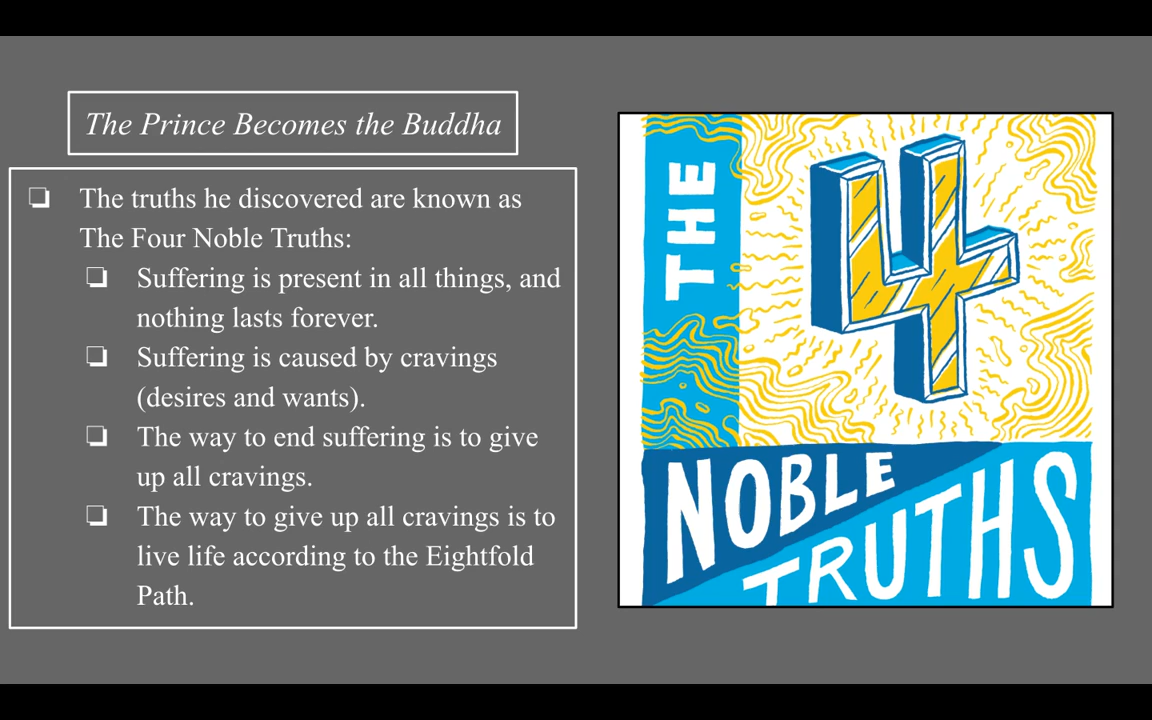 The Prince Becomes the Buddha
❏ The truths he discovered are known as
The Four Noble Truths:
❏ Suffering is present in all things, and
nothing lasts forever.
❏ Suffering is caused by cravings
(desires and wants).
❏ The way to end suffering is to give
up all cravings.
❏ The way to give up all cravings is to
live life according to the Eightfold
Path.
THE
4
NOBLE
TRUTHS